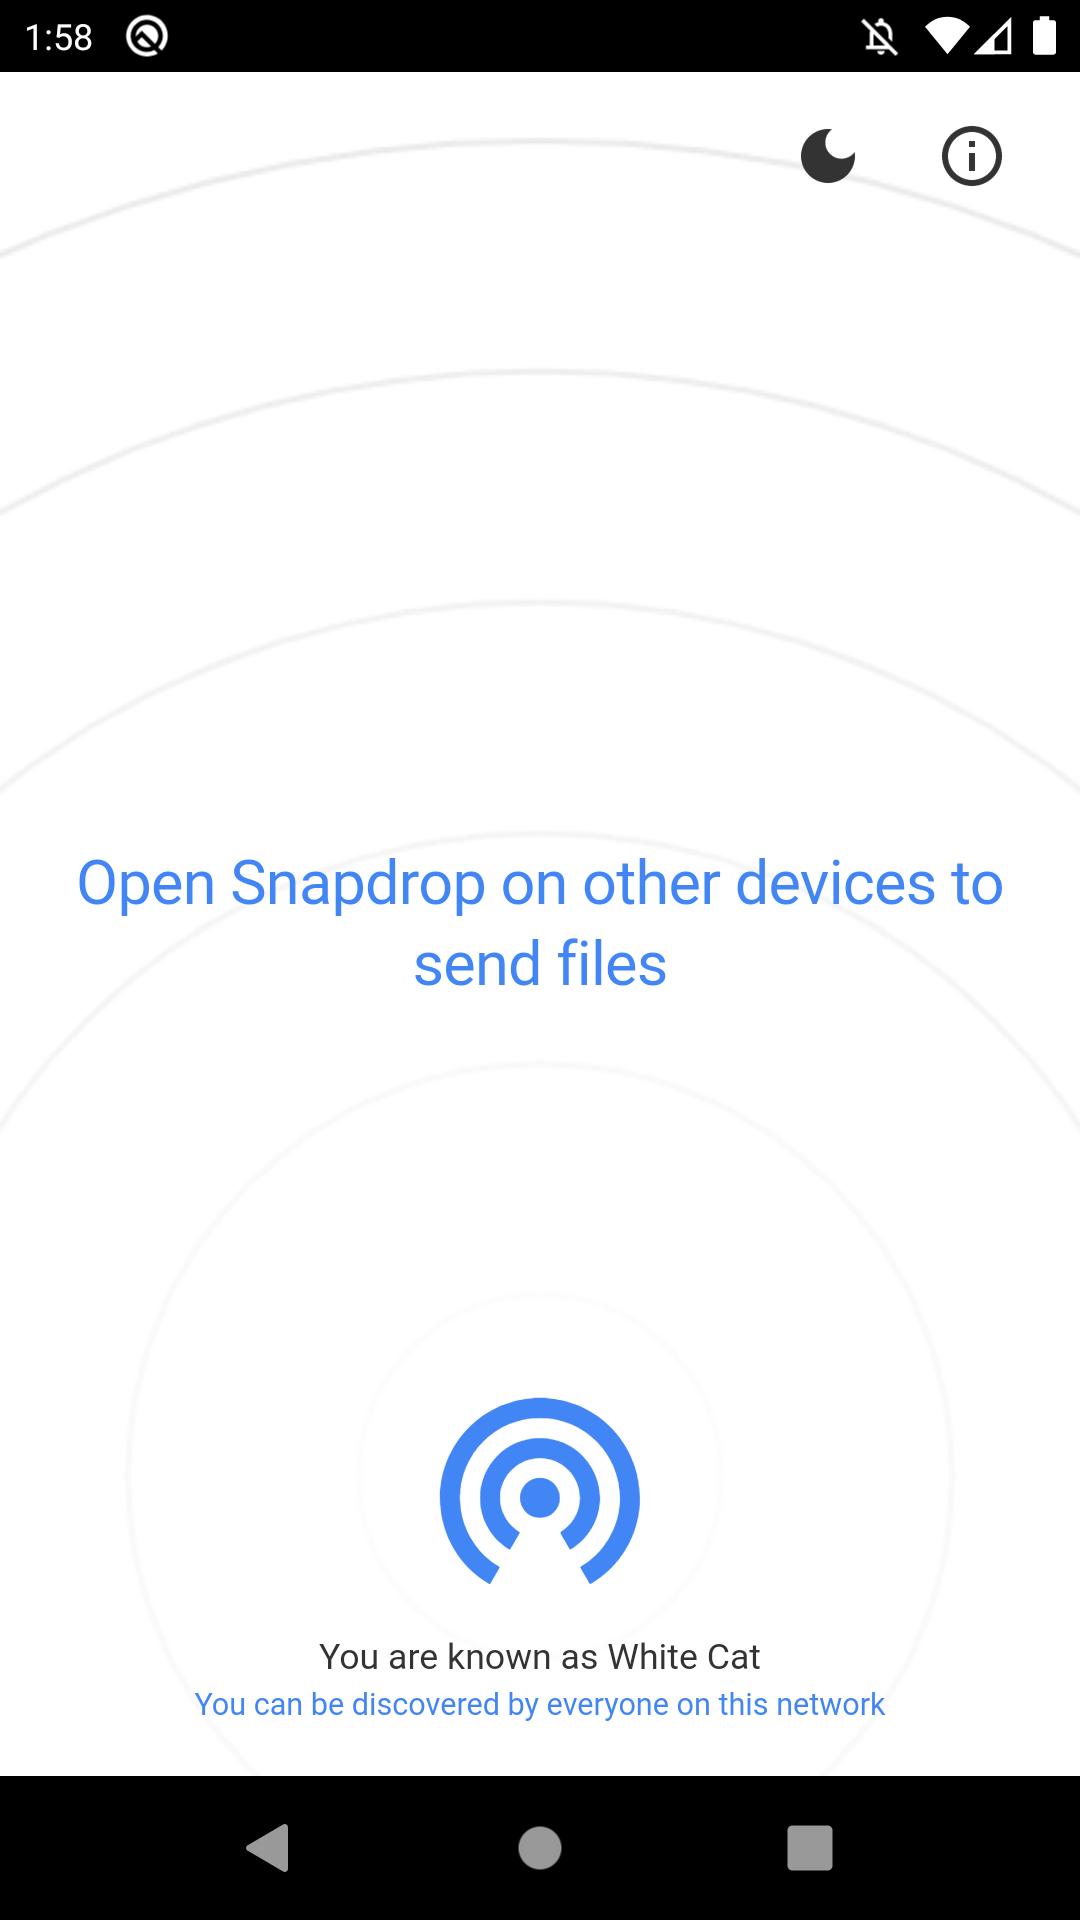 1:58
Open Snapdrop on other devices to
send files
You are known as White Cat
You can be discovered by everyone on this network